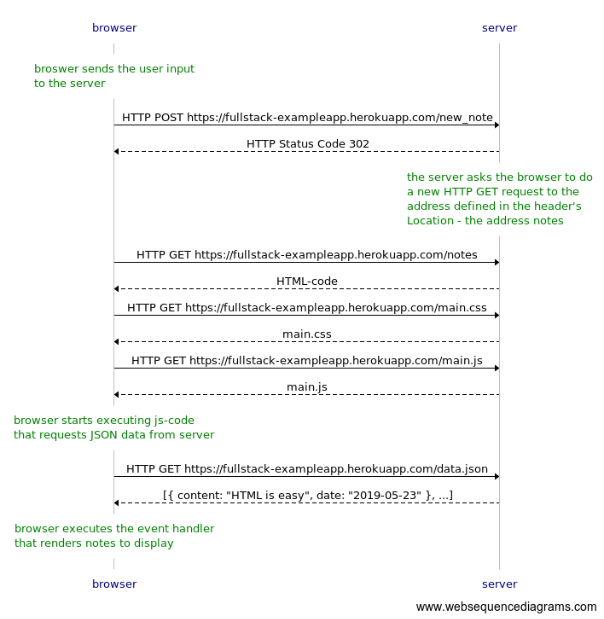 browser
server
broswer sends the user input
to the server
HTTP POST https://fullstack-exampleapp.herokuapp.com/new_note
HTTP Status Code 302
the server asks the browser to do
a new HTTP GET request to the
address defined in the header's
Location - the address notes
HTTP GET https://fullstack-exampleapp.herokuapp.com/notes
HTML-code
HTTP GET https://fullstack-exampleapp.herokuapp.com/main.css
main.css
HTTP GET https://fullstack-exampleapp.herokuapp.com/main.js
main.js
browser starts executing js-code
that requests JSON data from server
HTTP GET https://fullstack-exampleapp.herokuapp.com/data.json
[{ content: "HTML is easy", date: "2019-05-23" }, ...]
browser executes the event handler
that renders notes to display
browser
server
www.websequencediagrams.com